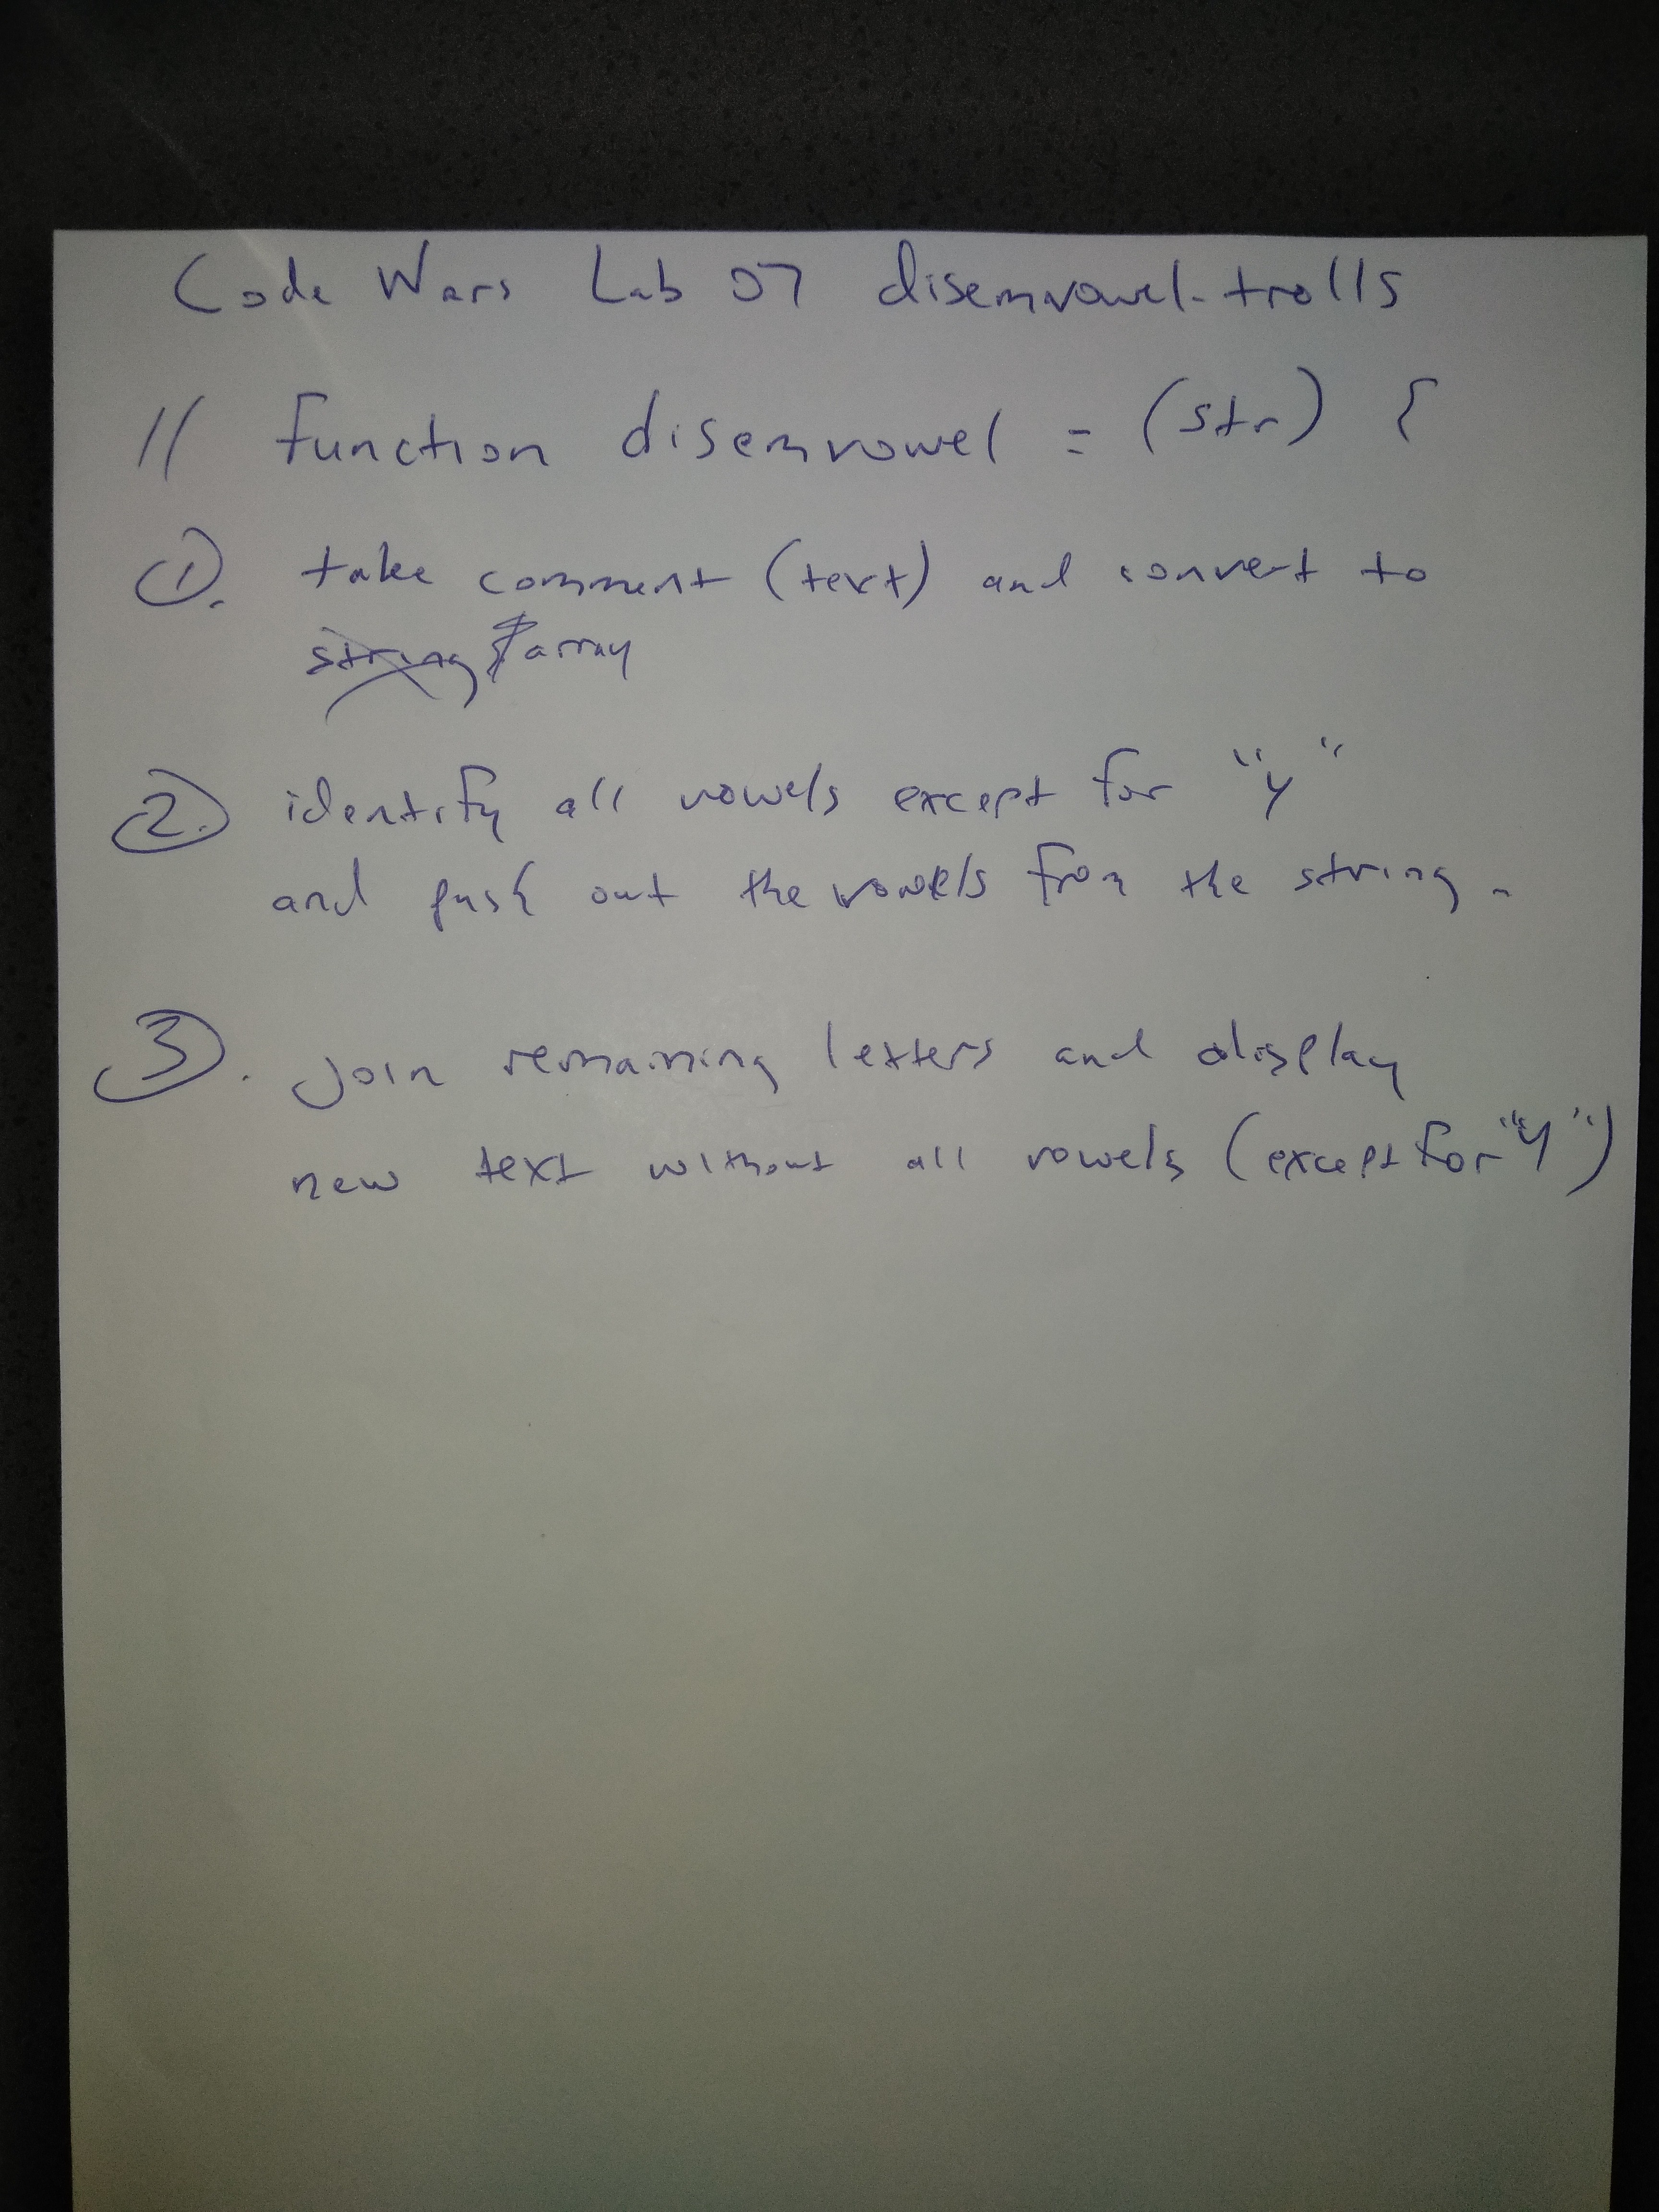 Code Wars Lab 07 disemvowel-trolls
// function disemvowel = (str) {
1. take comment (text) and convert to
string array
2. identify all vowels except for "y"
and push out the vowels from the string.
3. Join remaining letters and display
new text without all vowels (except for "y")